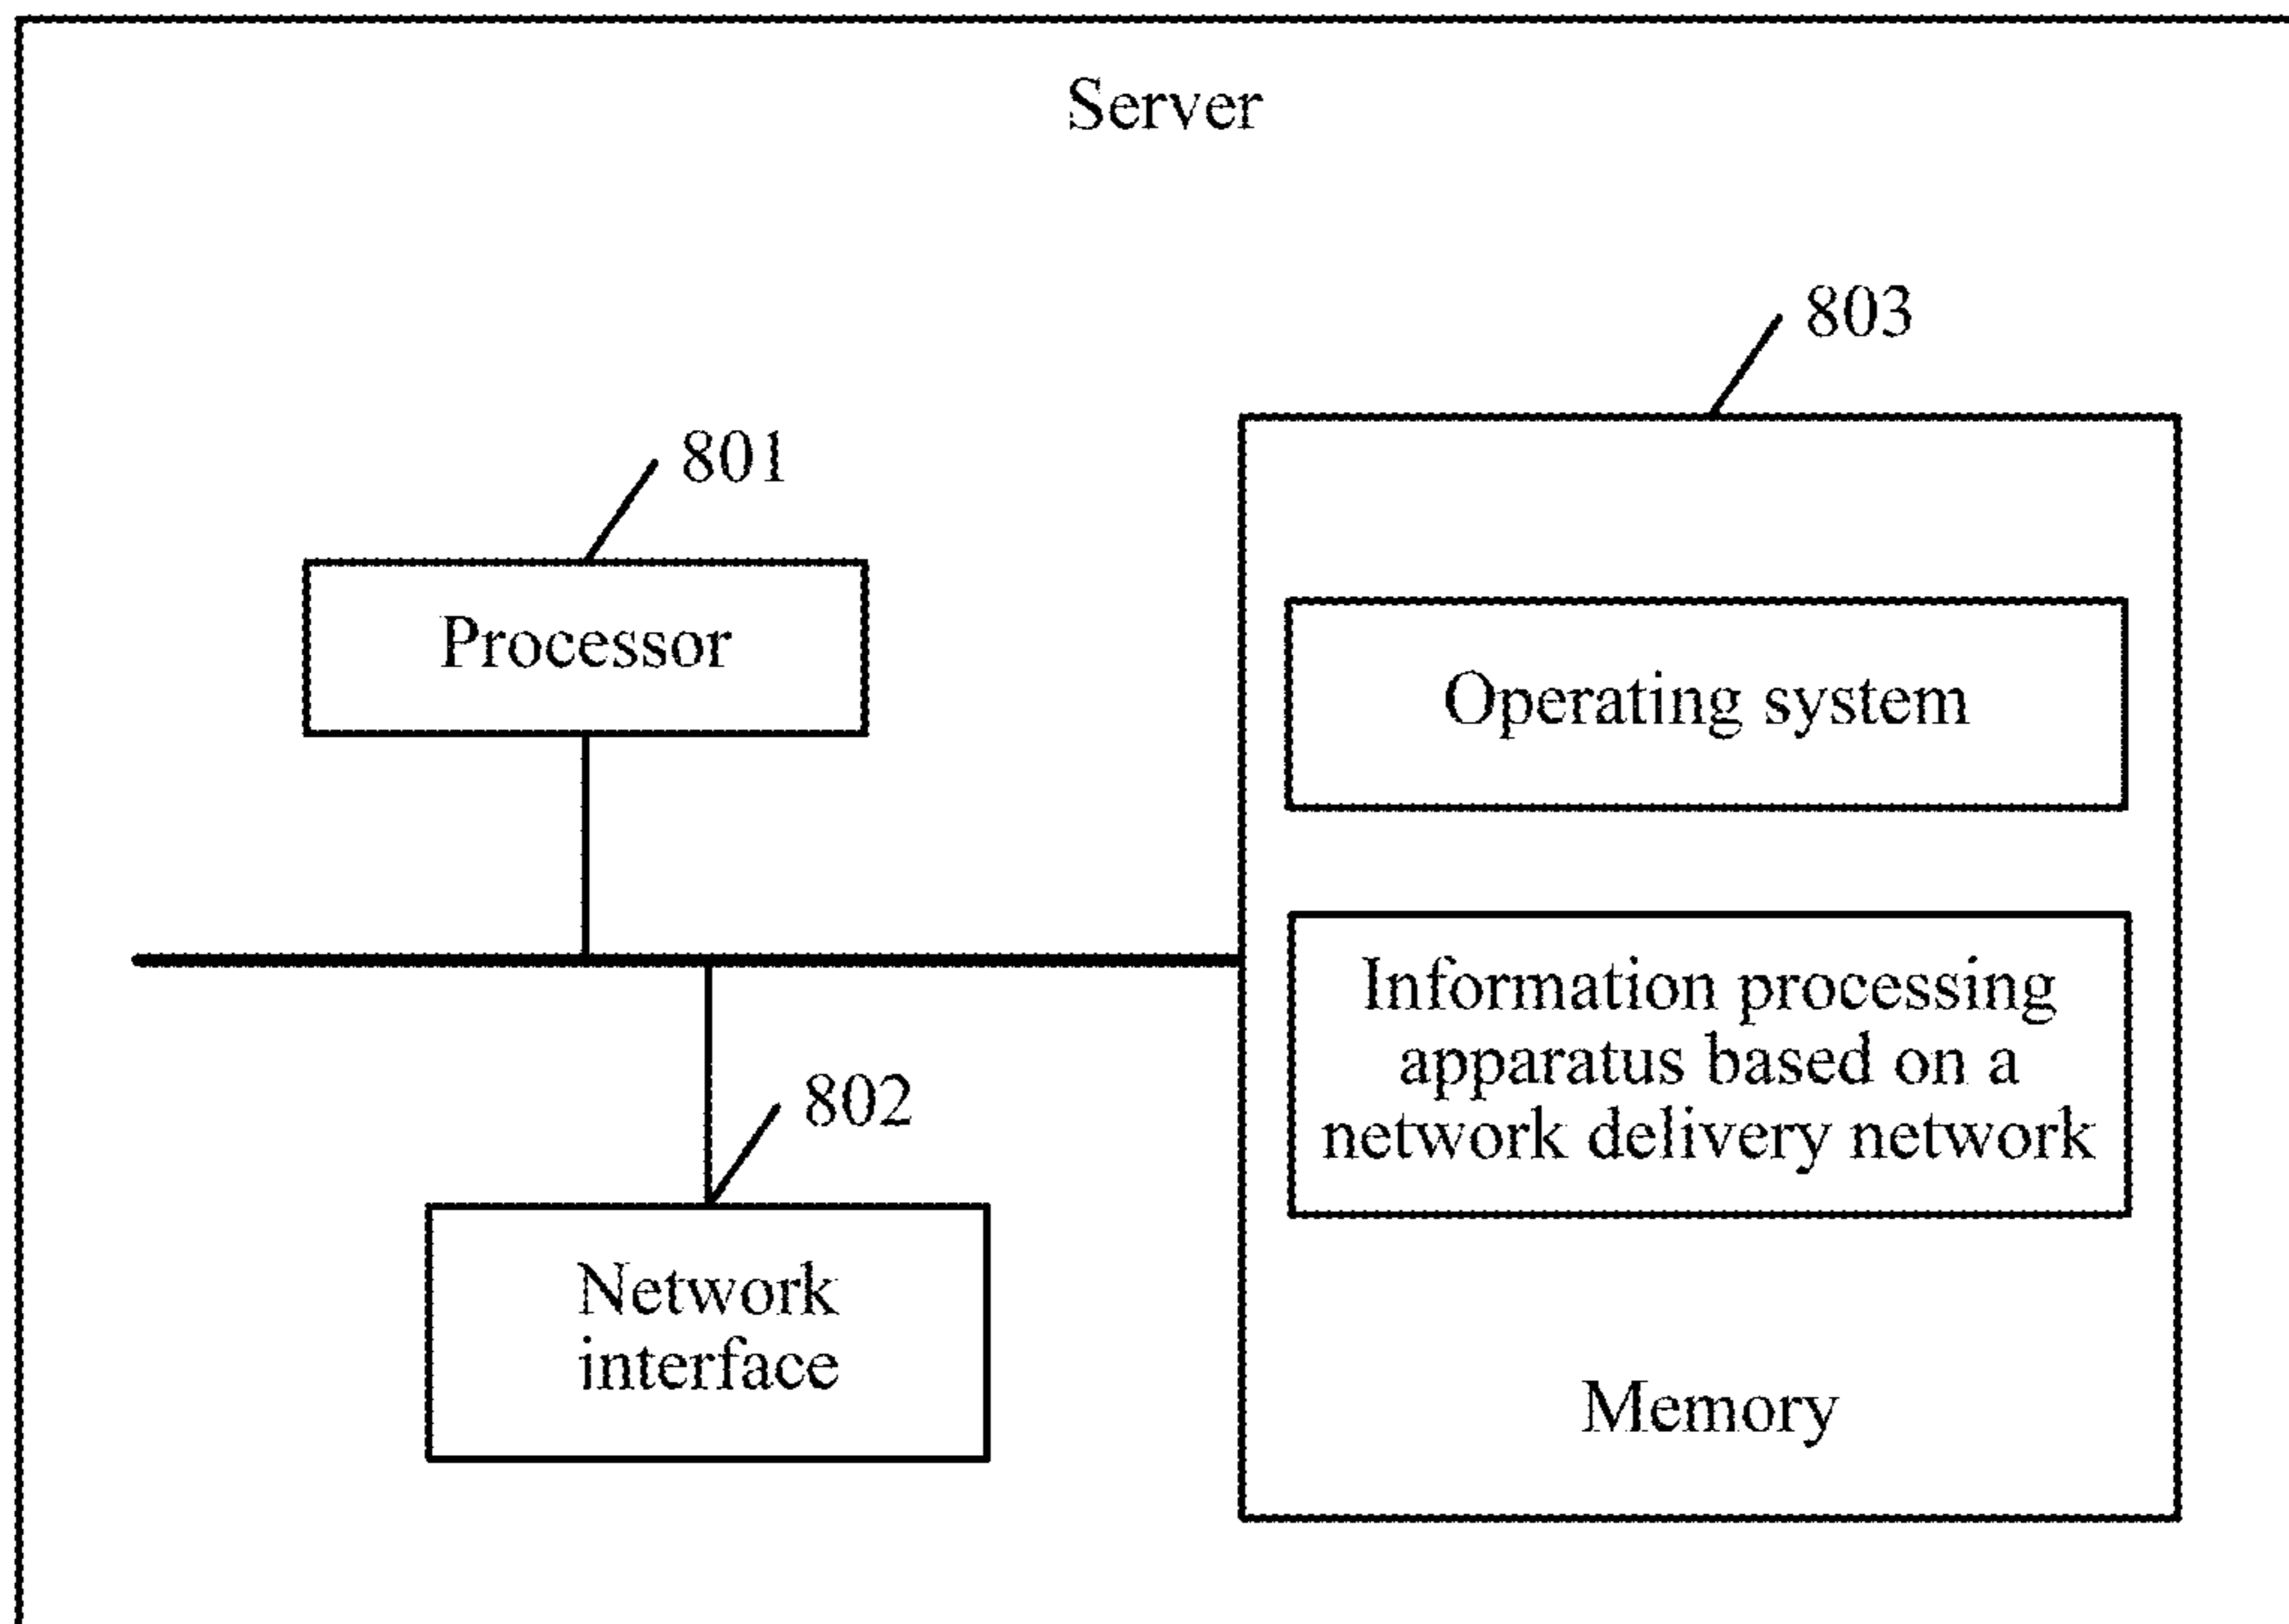 Server
803
801
Processor
Operating system
Information processing
apparatus based on a
network delivery network
802
Network
interface
Memory